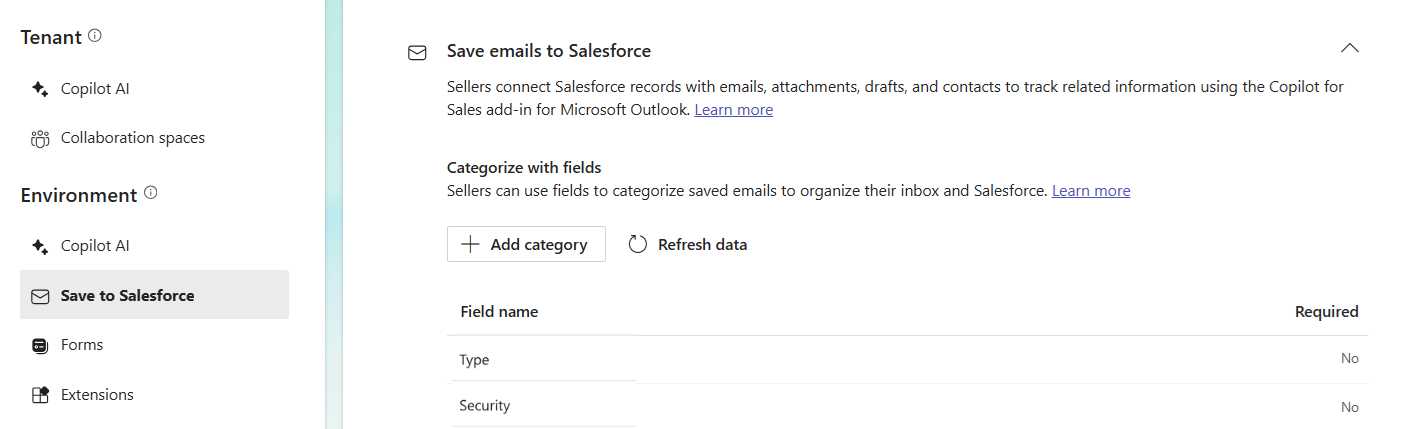 Tenant
Copilot AI
Collaboration spaces
Environment
Copilot AI
Save to Salesforce
Forms
Extensions
Save emails to Salesforce
Sellers connect Salesforce records with emails, attachments, drafts, and contacts to track related information using the Copilot for
Sales add-in for Microsoft Outlook. Learn more
Categorize with fields
Sellers can use fields to categorize saved emails to organize their inbox and Salesforce. Learn more
Add category Refresh data
Field name Required
Type No
Security No